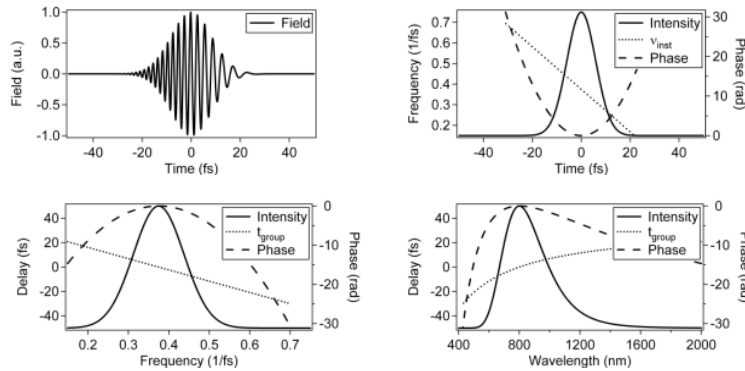 1.0
0.5
0.0
-0.5
-1.0
Field (a.u.)
Field
-40 -20 0 20 40
Time (fs)
0.7
0.6
0.5
0.4
0.3
0.2
Frequency (1/fs)
Intensity
νinst
Phase
30
20
10
0
Phase (rad)
-40 -20 0 20 40
Time (fs)
40
20
0
-20
-40
Delay (fs)
Intensity
tgroup
Phase
0
-10
-20
-30
Phase (rad)
0.2 0.3 0.4 0.5 0.6 0.7
Frequency (1/fs)
40
20
0
-20
-40
Delay (fs)
Intensity
tgroup
Phase
0
-10
-20
-30
Phase (rad)
400 800 1200 1600 2000
Wavelength (nm)